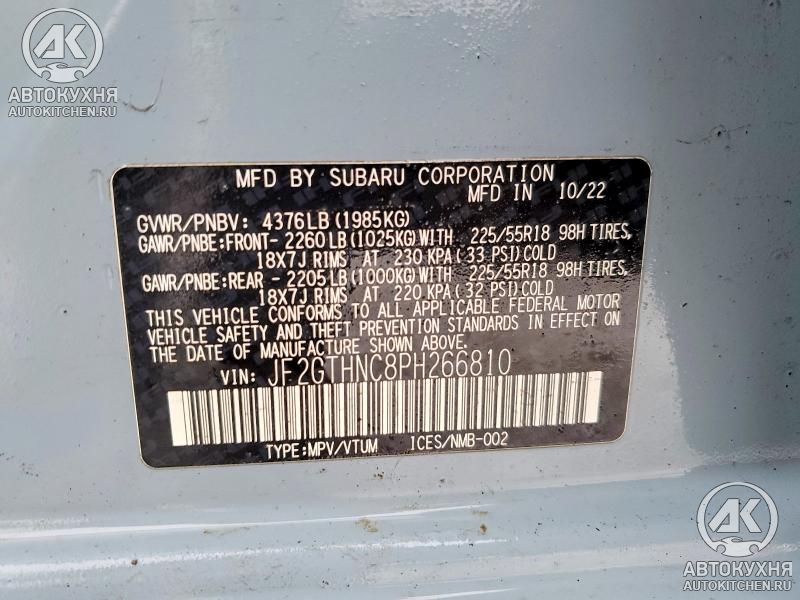 АК
АВТОКУХНЯ
AUTOKITCHEN.RU
MFD BY SUBARU CORPORATION
MFD IN 10/22
GVWR/PNBV: 4376LB(1985KG)
GAWR/PNBE:FRONT- 2260LB(1025KG)WITH 225/55R18 98H TIRES,
18X7J RIMS AT 230 KPA(33 PSI)COLD
GAWR/PNBE:REAR - 2205LB(1000KG)WITH 225/55R18 98H TIRES,
18X7J RIMS AT 220 KPA(32 PSI)COLD
THIS VEHICLE CONFORMS TO ALL APPLICABLE FEDERAL MOTOR
VEHICLE SAFETY AND THEFT PREVENTION STANDARDS IN EFFECT ON
THE DATE OF MANUFACTURE SHOWN ABOVE.
VIN: JF2GTHNC8PH266810
TYPE:MPV/VTUM ICES/NMB-002
АК
АВТОКУХНЯ
AUTOKITCHEN.RU